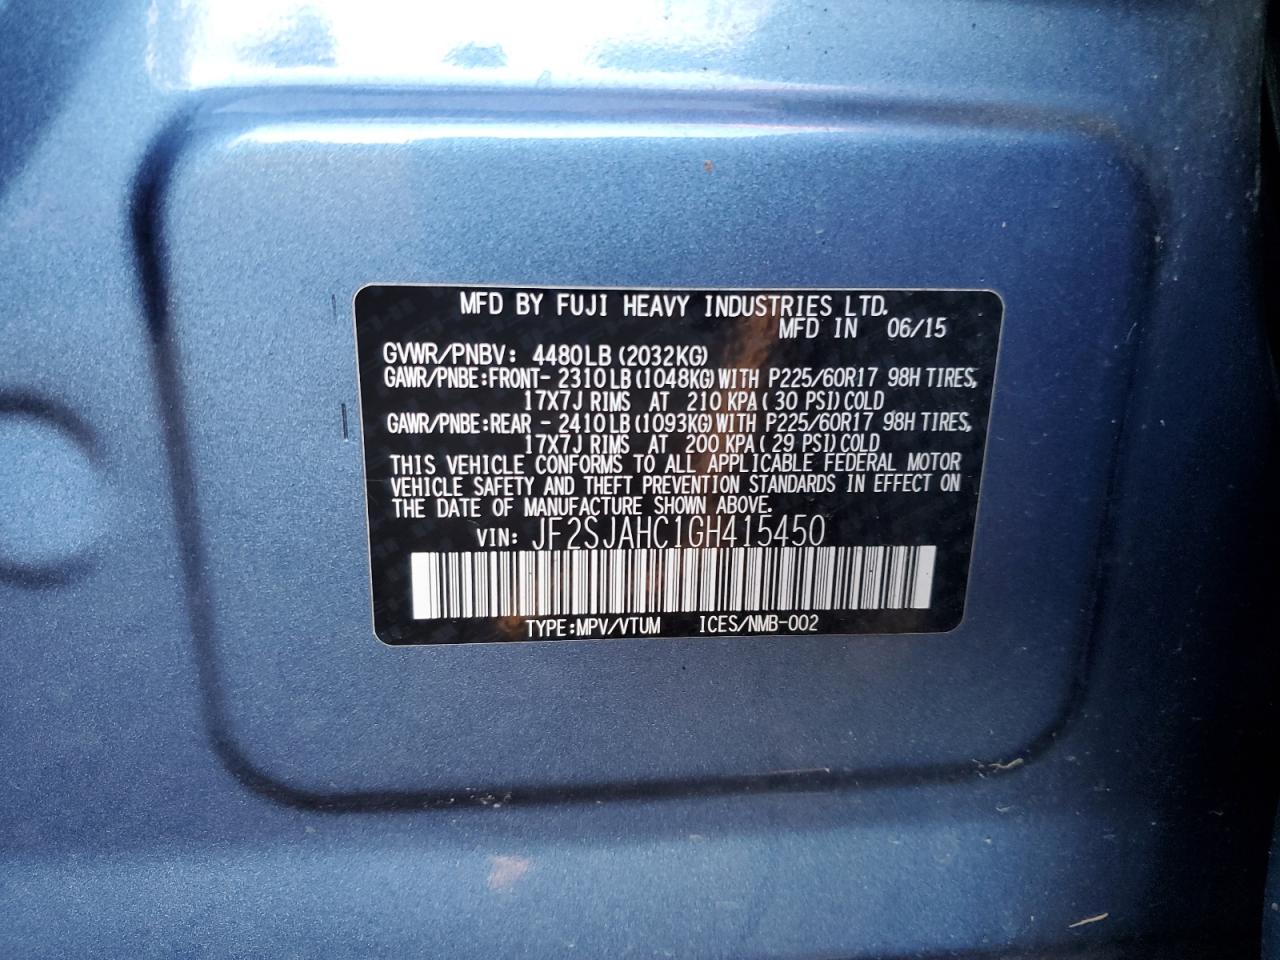 MFD BY FUJI HEAVY INDUSTRIES LTD.
MFD IN 06/15
GVWR/PNBV: 4480LB (2032KG)
GAWR/PNBE:FRONT- 2310LB (1048KG) WITH P225/60R17 98H TIRES,
17X7J RIMS AT 210 KPA ( 30 PSI) COLD
GAWR/PNBE:REAR - 2410LB (1093KG) WITH P225/60R17 98H TIRES,
17X7J RIMS AT 200 KPA ( 29 PSI) COLD
THIS VEHICLE CONFORMS TO ALL APPLICABLE FEDERAL MOTOR
VEHICLE SAFETY AND THEFT PREVENTION STANDARDS IN EFFECT ON
THE DATE OF MANUFACTURE SHOWN ABOVE.
VIN: JF2SJAHC1GH415450
TYPE:MPV/VTUM ICES/NMB-002